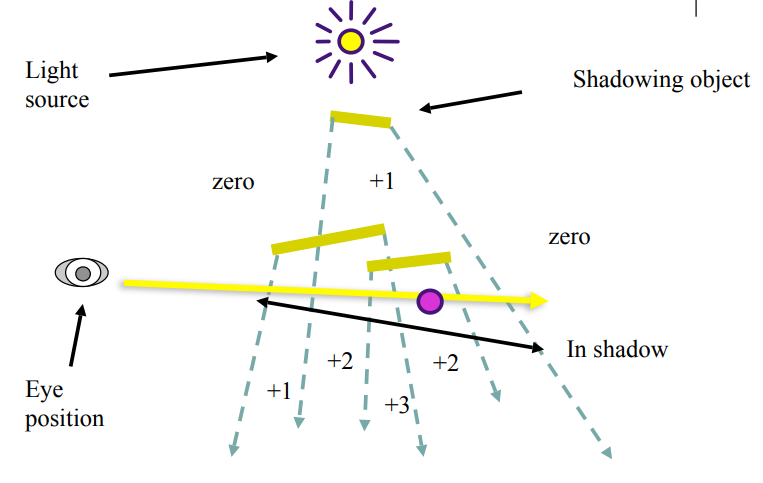 Light
source
Shadowing object
zero
+1
zero
In shadow
+2
+2
Eye
position
+1
+3